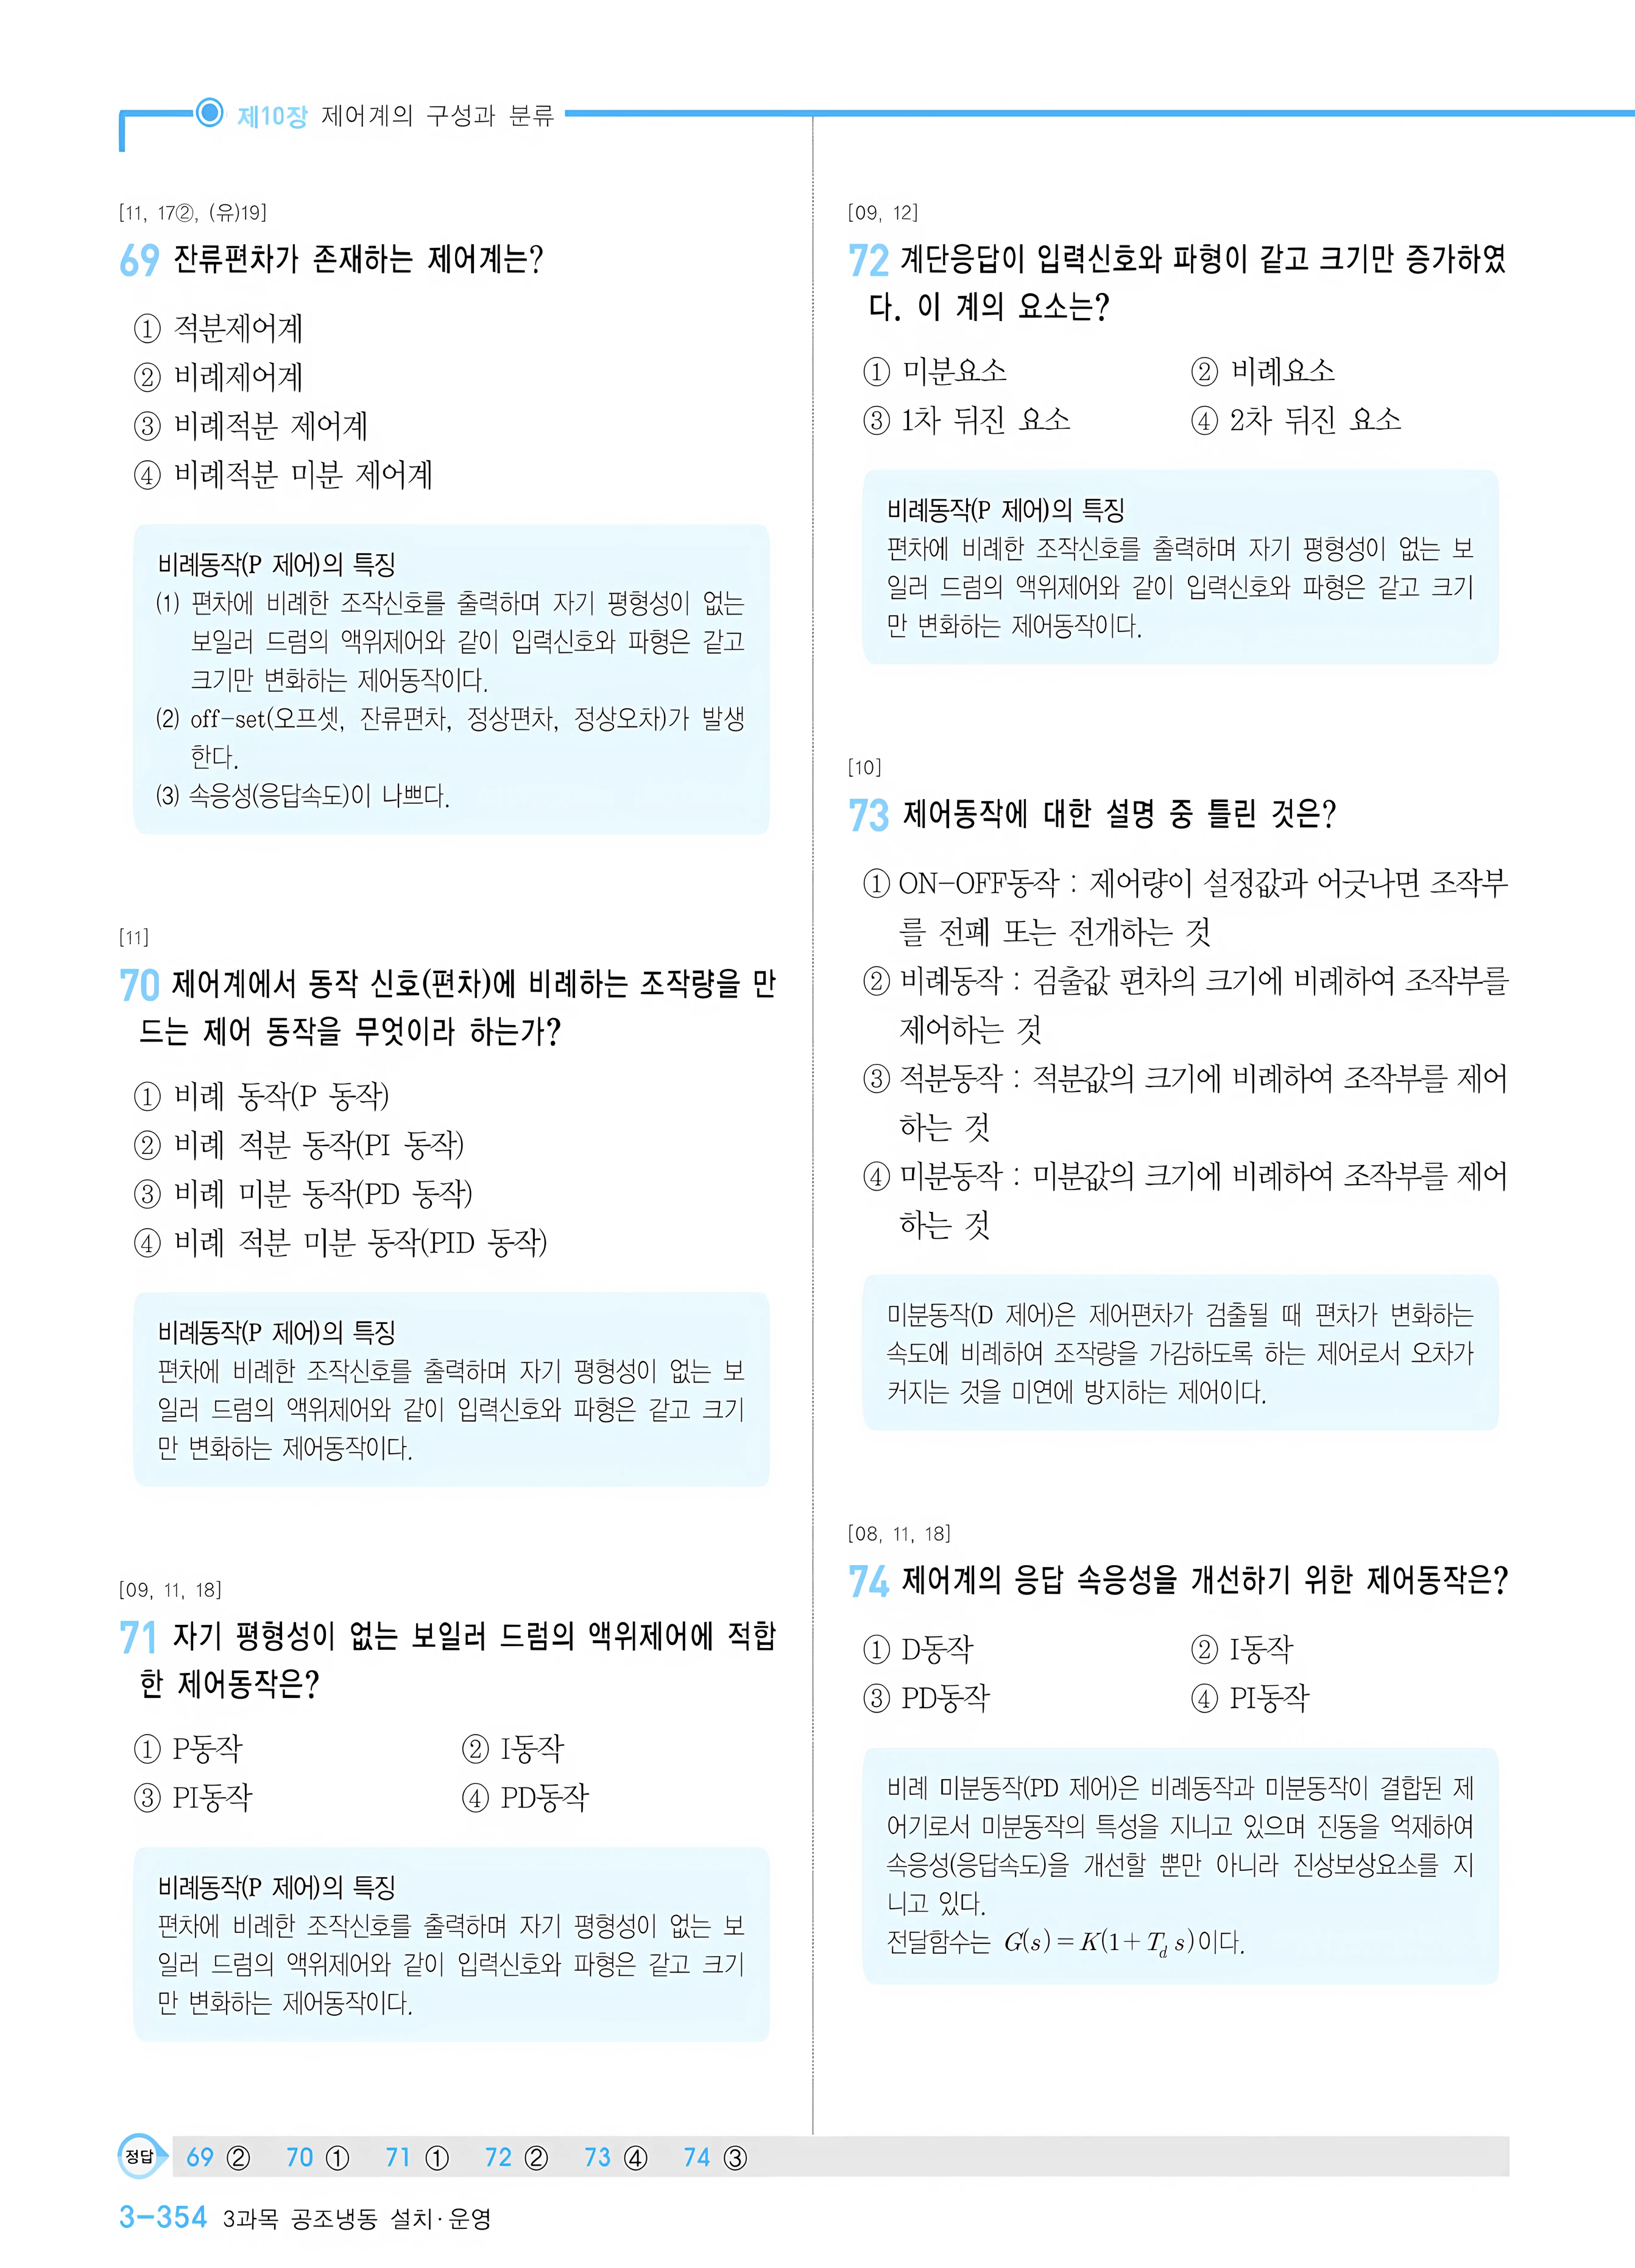 제10장 제어계의 구성과 분류
[11, 17②, (유)19]
69 잔류편차가 존재하는 제어계는?
① 적분제어계
② 비례제어계
③ 비례적분 제어계
④ 비례적분 미분 제어계
비례동작(P 제어)의 특징
(1) 편차에 비례한 조작신호를 출력하며 자기 평형성이 없는
보일러 드럼의 액위제어와 같이 입력신호와 파형은 같고
크기만 변화하는 제어동작이다.
(2) off-set(오프셋, 잔류편차, 정상편차, 정상오차)가 발생
한다.
(3) 속응성(응답속도)이 나쁘다.
[11]
70 제어계에서 동작 신호(편차)에 비례하는 조작량을 만
드는 제어 동작을 무엇이라 하는가?
① 비례 동작(P 동작)
② 비례 적분 동작(PI 동작)
③ 비례 미분 동작(PD 동작)
④ 비례 적분 미분 동작(PID 동작)
비례동작(P 제어)의 특징
편차에 비례한 조작신호를 출력하며 자기 평형성이 없는 보
일러 드럼의 액위제어와 같이 입력신호와 파형은 같고 크기
만 변화하는 제어동작이다.
[09, 11, 18]
71 자기 평형성이 없는 보일러 드럼의 액위제어에 적합
한 제어동작은?
① P동작 ② I동작
③ PI동작 ④ PD동작
비례동작(P 제어)의 특징
편차에 비례한 조작신호를 출력하며 자기 평형성이 없는 보
일러 드럼의 액위제어와 같이 입력신호와 파형은 같고 크기
만 변화하는 제어동작이다.
[09, 12]
72 계단응답이 입력신호와 파형이 같고 크기만 증가하였
다. 이 계의 요소는?
① 미분요소 ② 비례요소
③ 1차 뒤진 요소 ④ 2차 뒤진 요소
비례동작(P 제어)의 특징
편차에 비례한 조작신호를 출력하며 자기 평형성이 없는 보
일러 드럼의 액위제어와 같이 입력신호와 파형은 같고 크기
만 변화하는 제어동작이다.
[10]
73 제어동작에 대한 설명 중 틀린 것은?
① ON-OFF동작 : 제어량이 설정값과 어긋나면 조작부
를 전폐 또는 전개하는 것
② 비례동작 : 검출값 편차의 크기에 비례하여 조작부를
제어하는 것
③ 적분동작 : 적분값의 크기에 비례하여 조작부를 제어
하는 것
④ 미분동작 : 미분값의 크기에 비례하여 조작부를 제어
하는 것
미분동작(D 제어)은 제어편차가 검출될 때 편차가 변화하는
속도에 비례하여 조작량을 가감하도록 하는 제어로서 오차가
커지는 것을 미연에 방지하는 제어이다.
[08, 11, 18]
74 제어계의 응답 속응성을 개선하기 위한 제어동작은?
① D동작 ② I동작
③ PD동작 ④ PI동작
비례 미분동작(PD 제어)은 비례동작과 미분동작이 결합된 제
어기로서 미분동작의 특성을 지니고 있으며 진동을 억제하여
속응성(응답속도)을 개선할 뿐만 아니라 진상보상요소를 지
니고 있다.
전달함수는 G(s)=K(1+T_d s)이다.
정답 69 ② 70 ① 71 ① 72 ② 73 ④ 74 ③
3-354 3과목 공조냉동 설치·운영